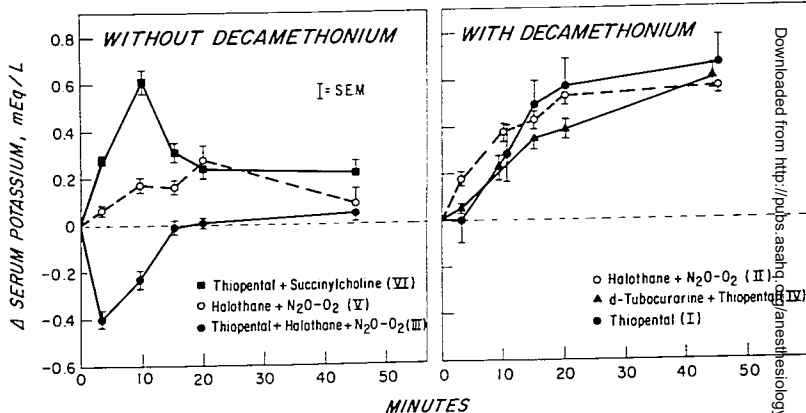 WITHOUT DECAMETHONIUM
WITH DECAMETHONIUM
Δ SERUM POTASSIUM, mEq/L
0.8
0.6
0.4
0.2
0
-0.2
-0.4
-0.6
I = S.E.M
Thiopental + Succinylcholine (VI)
Halothane + N2O-O2 (V)
Thiopental + Halothane + N2O-O2 (III)
Halothane + N2O-O2 (II)
d-Tubocurarine + Thiopental (IV)
Thiopental (I)
0 10 20 30 40 50
0 10 20 30 40 50
MINUTES
Downloaded from http://pubs.asahq.org/anesthesiology